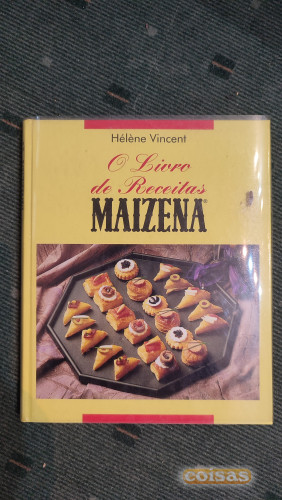 Hélène Vincent
O Livro
de Receitas
MAIZENA®
coisas